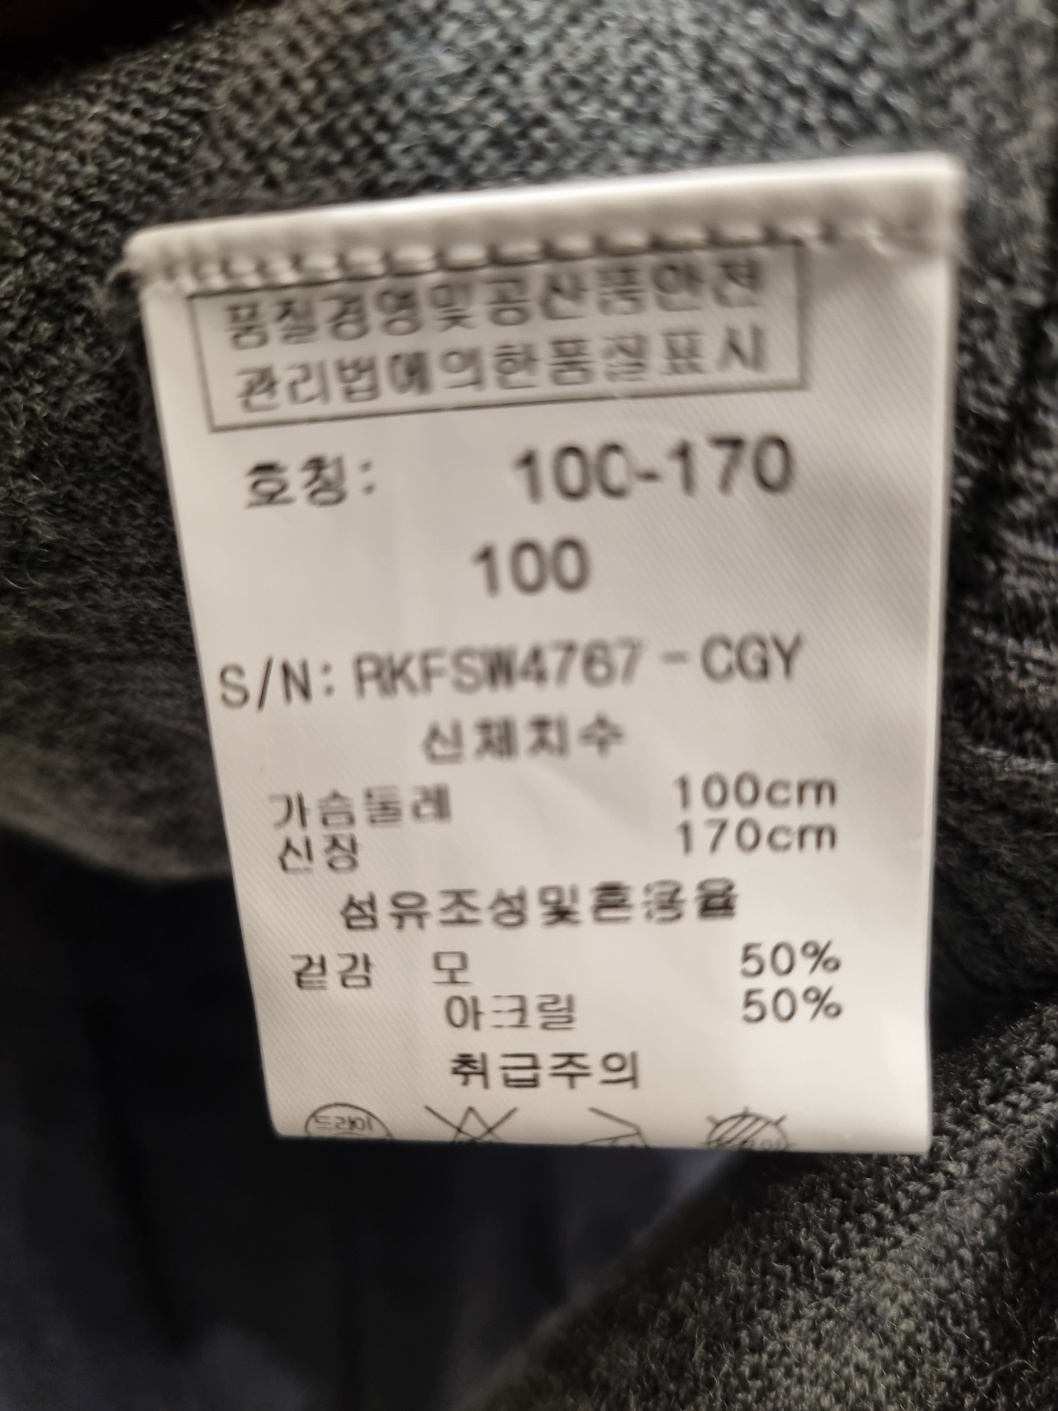 품질경영및공산품안전
관리법에의한품질표시
호칭: 100-170
100
S/N: RKFSW4767-CGY
신체치수
가슴둘레 100cm
신장 170cm
섬유조성및혼용율
겉감 모 50%
아크릴 50%
취급주의
드라이